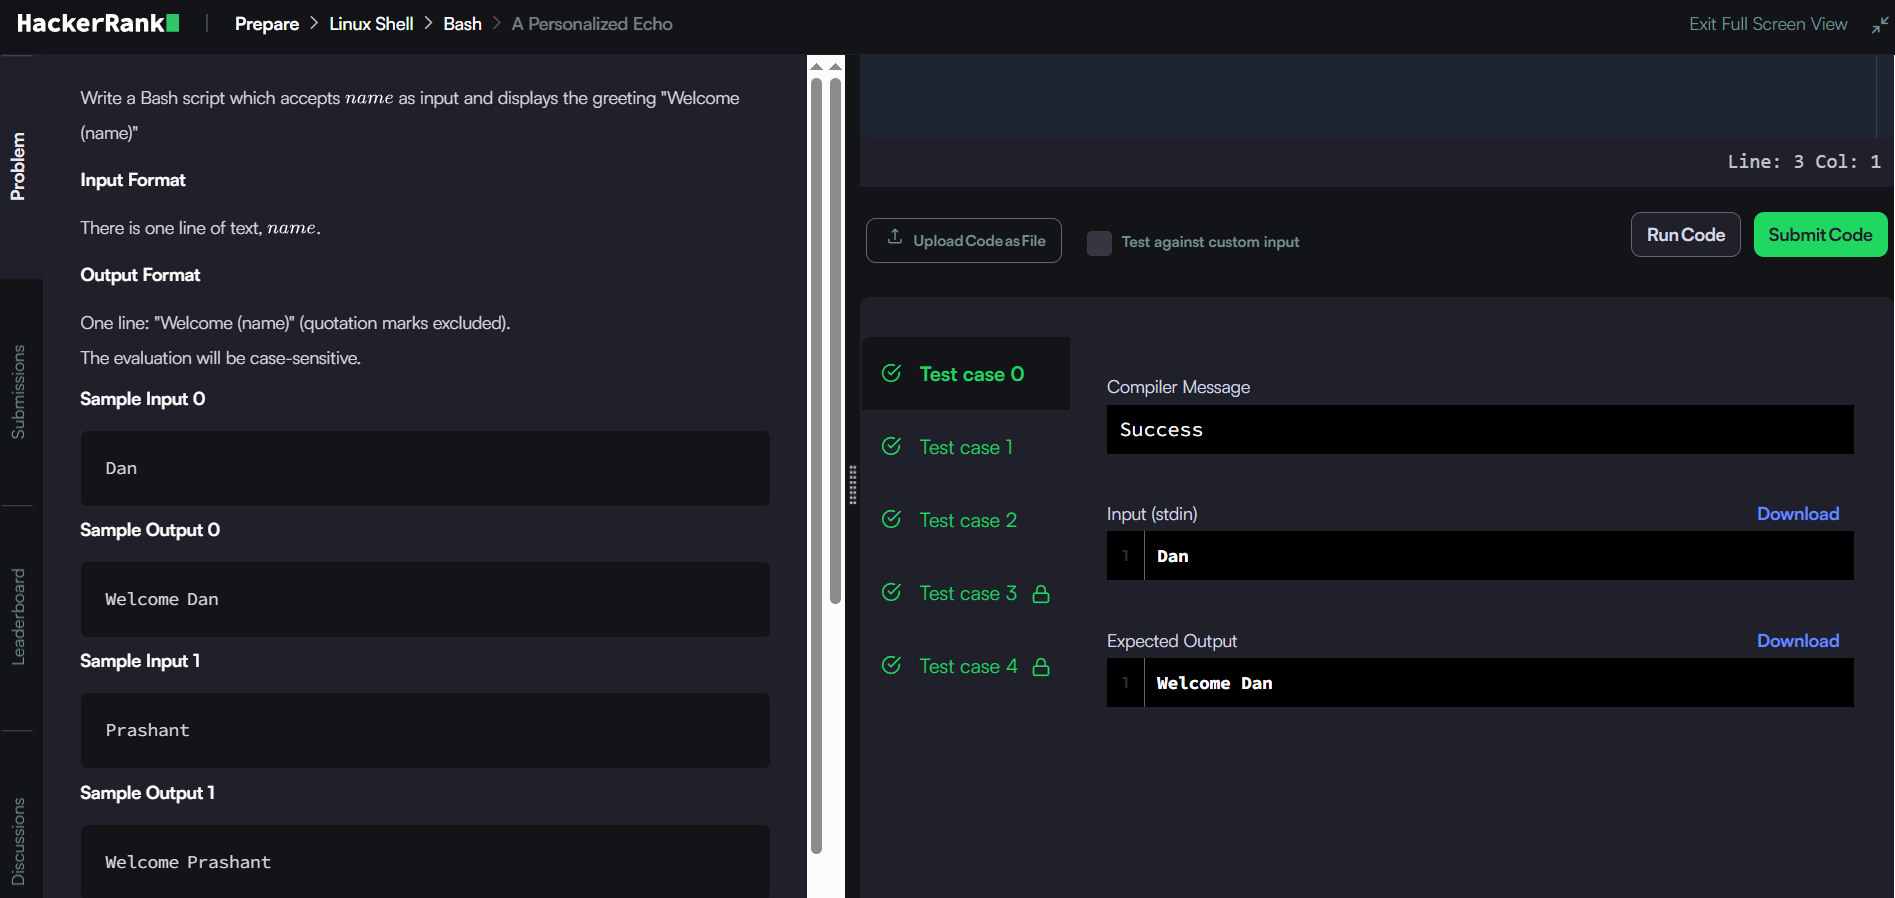 HackerRank
Prepare > Linux Shell > Bash > A Personalized Echo
Exit Full Screen View
Problem
Submissions
Leaderboard
Discussions
Write a Bash script which accepts name as input and displays the greeting "Welcome
(name)"
Input Format
There is one line of text, name.
Output Format
One line: "Welcome (name)" (quotation marks excluded).
The evaluation will be case-sensitive.
Sample Input 0
Dan
Sample Output 0
Welcome Dan
Sample Input 1
Prashant
Sample Output 1
Welcome Prashant
Line: 3 Col: 1
Upload Code as File
Test against custom input
Run Code
Submit Code
Test case 0
Test case 1
Test case 2
Test case 3
Test case 4
Compiler Message
Success
Input (stdin)
Download
1 Dan
Expected Output
Download
1 Welcome Dan